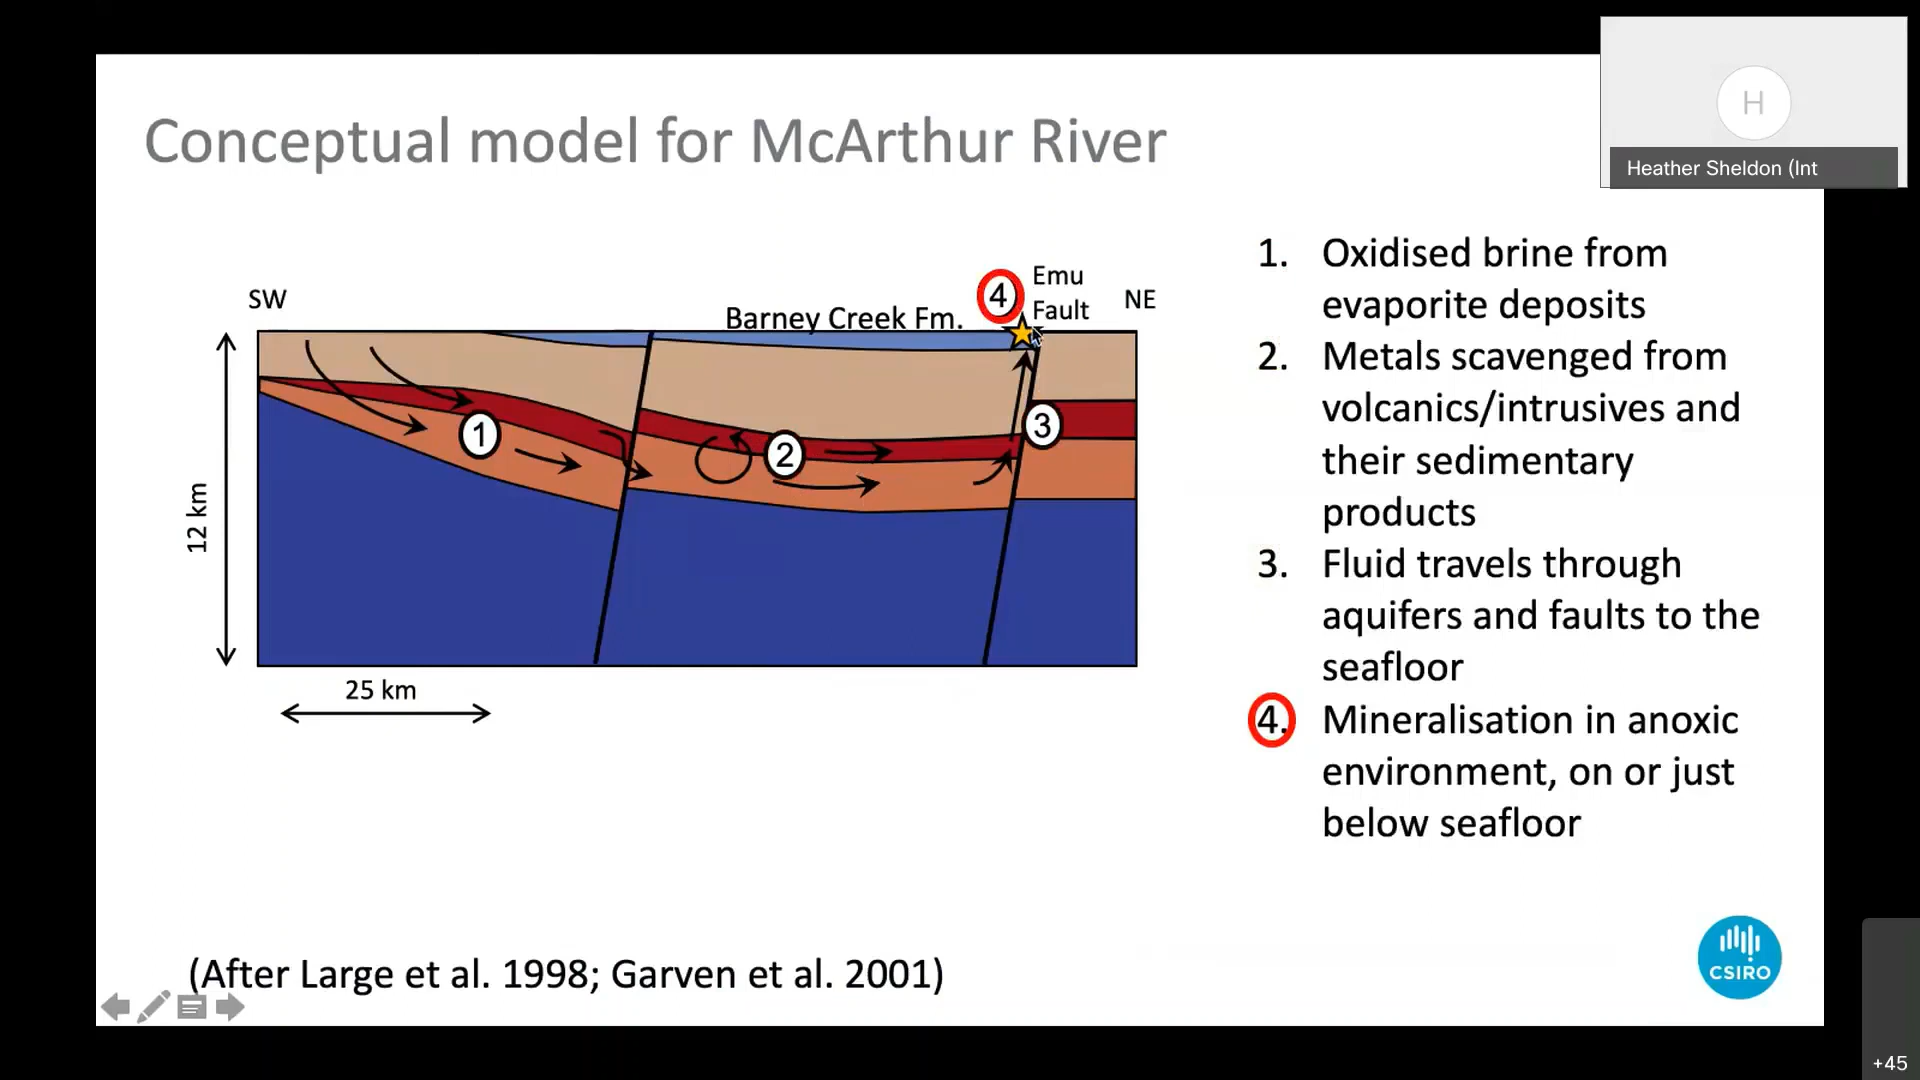 H
Heather Sheldon (Int
Conceptual model for McArthur River
SW
Barney Creek Fm.
4
Emu
Fault
NE
1
2
3
12 km
25 km
1. Oxidised brine from
evaporite deposits
2. Metals scavenged from
volcanics/intrusives and
their sedimentary
products
3. Fluid travels through
aquifers and faults to the
seafloor
4. Mineralisation in anoxic
environment, on or just
below seafloor
(After Large et al. 1998; Garven et al. 2001)
CSIRO
+45